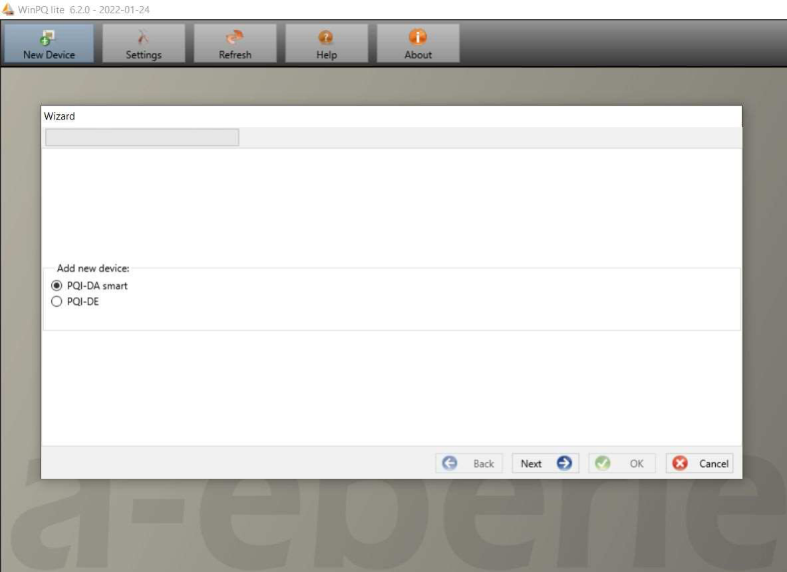 WinPQ lite 6.2.0 - 2022-01-24
New Device Settings Refresh Help About
Wizard
Add new device:
PQI-DA smart
PQI-DE
Back Next OK Cancel
a-eberle